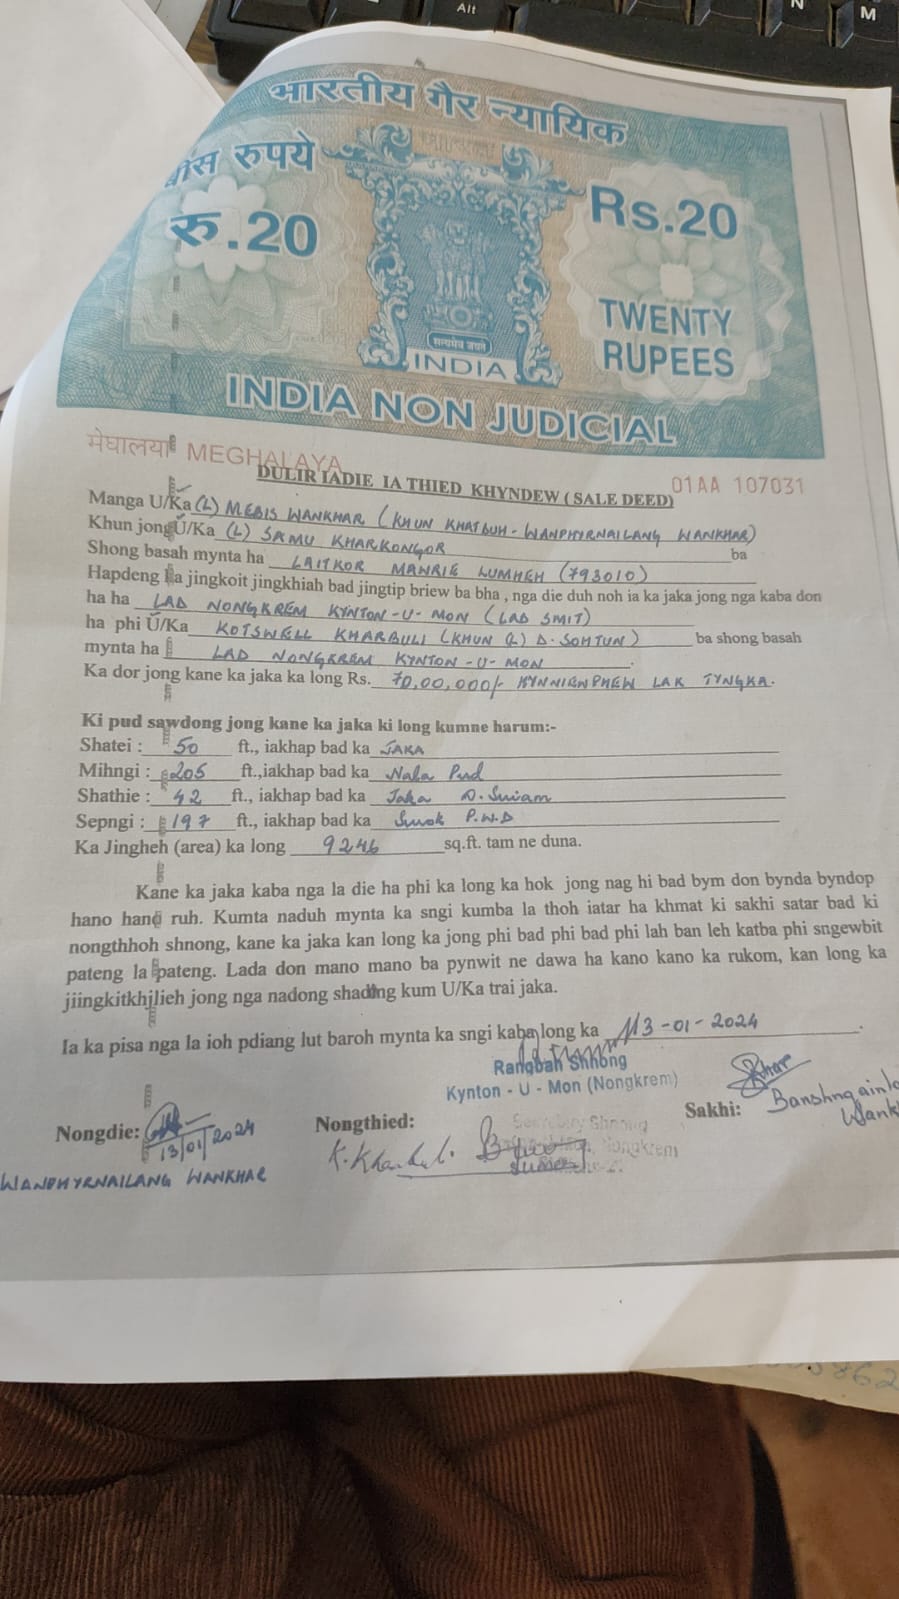 Alt
N
M
भारतीय गैर न्यायिक
बीस रुपये
रु.20
Rs.20
TWENTY
RUPEES
सत्यमेव जयते
INDIA
INDIA NON JUDICIAL
मेघालया MEGHALAYA
01AA 107031
DULIR IADIE IA THIED KHYNDEW ( SALE DEED)
Manga U/Ka (L) MEBIS WANKHAR (KHUN KHATDUH - WANPHYRNAILANG WANKHAR)
Khun jong U/Ka (L) SAMU KHARKONGOR ba
Shong basah mynta ha LAITKOR MAWRIE LUMHEH (793010)
Hapdeng ka jingkoit jingkhiah bad jingtip briew ba bha , nga die duh noh ia ka jaka jong nga kaba don
ha ha LAD NONGKREM KYNTON-U-MON (LAD SMIT)
ha phi U/Ka KOTSWELL KHARBULI (KHUN (L) D. SOHTUN) ba shong basah
mynta ha LAD NONGKREM KYNTON-U-MON.
Ka dor jong kane ka jaka ka long Rs. 70,00,000/- HYNNIEWPHEW LAK TYNGKA.
Ki pud sawdong jong kane ka jaka ki long kumne harum:-
Shatei : 50 ft., iakhap bad ka JAKA
Mihngi : 205 ft.,iakhap bad ka Nala Pud
Shathie : 42 ft., iakhap bad ka Jaka D. Swiam
Sepngi : 197 ft., iakhap bad ka Surok P.W.D
Ka Jingheh (area) ka long 9246 sq.ft. tam ne duna.
Kane ka jaka kaba nga la die ha phi ka long ka hok jong nag hi bad bym don bynda byndop
hano hano ruh. Kumta naduh mynta ka sngi kumba la thoh iatar ha khmat ki sakhi satar bad ki
nongthhoh shnong, kane ka jaka kan long ka jong phi bad phi bad phi lah ban leh katba phi sngewbit
pateng la pateng. Lada don mano mano ba pynwit ne dawa ha kano kano ka rukom, kan long ka
jiingkitkhjlieh jong nga nadong shadng kum U/Ka trai jaka.
Ia ka pisa nga la ioh pdiang lut baroh mynta ka sngi kaba long ka 13-01-2024.
Rangbah Shnong
Kynton - U - Mon (Nongkrem)
Nongdie:
13/01/2024
WANPHYRNAILANG WANKHAR
Nongthied:
K. Kharbuli.
Secretary Shnong
Nongkrem
Sakhi:
Banshngainla
Wank